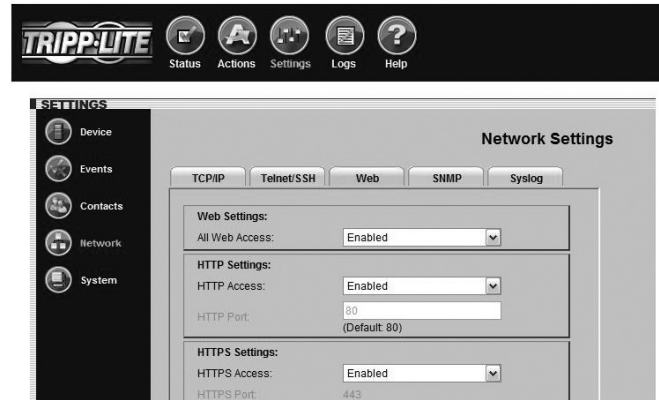 TRIPP·LITE
Status Actions Settings Logs Help
SETTINGS
Device
Events
Contacts
Network
System
Network Settings
TCP/IP Telnet/SSH Web SNMP Syslog
Web Settings:
All Web Access: Enabled
HTTP Settings:
HTTP Access: Enabled
HTTP Port: 80
(Default: 80)
HTTPS Settings:
HTTPS Access: Enabled
HTTPS Port: 443